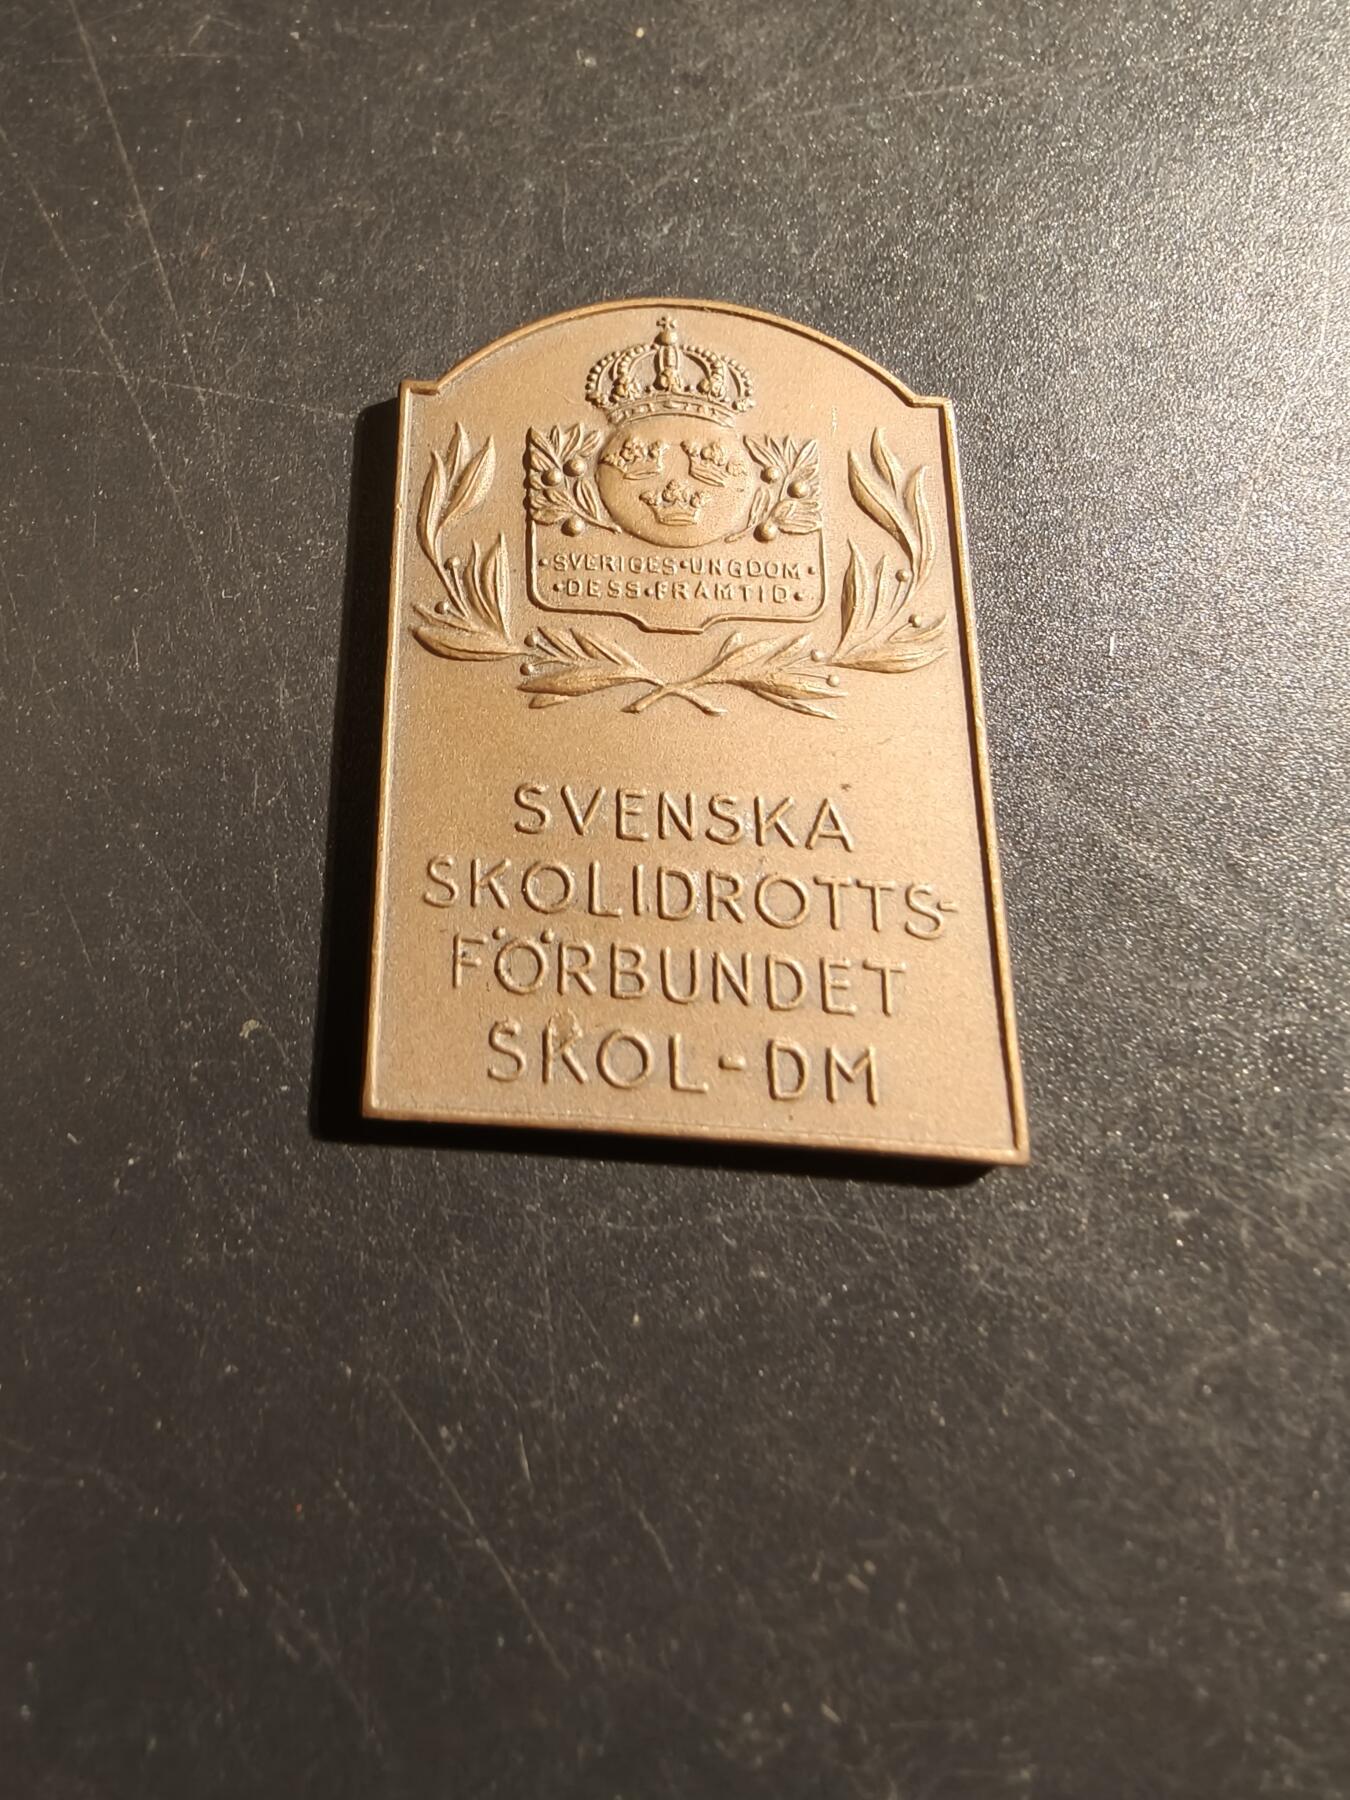 ·SVERIGES·UNGDOM·
·DESS·FRAMTID·
SVENSKA
SKOLIDROTTS-
FÖRBUNDET
SKOL-DM